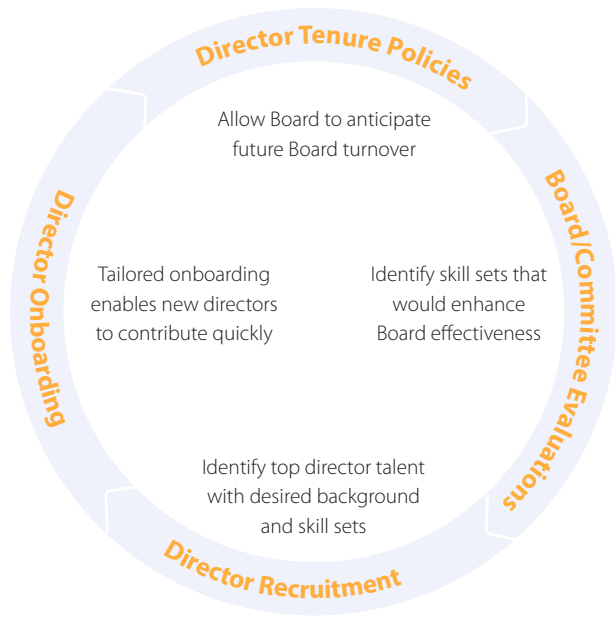 Director Tenure Policies
Allow Board to anticipate
future Board turnover
Board/Committee Evaluations
Identify skill sets that
would enhance
Board effectiveness
Director Recruitment
Identify top director talent
with desired background
and skill sets
Director Onboarding
Tailored onboarding
enables new directors
to contribute quickly